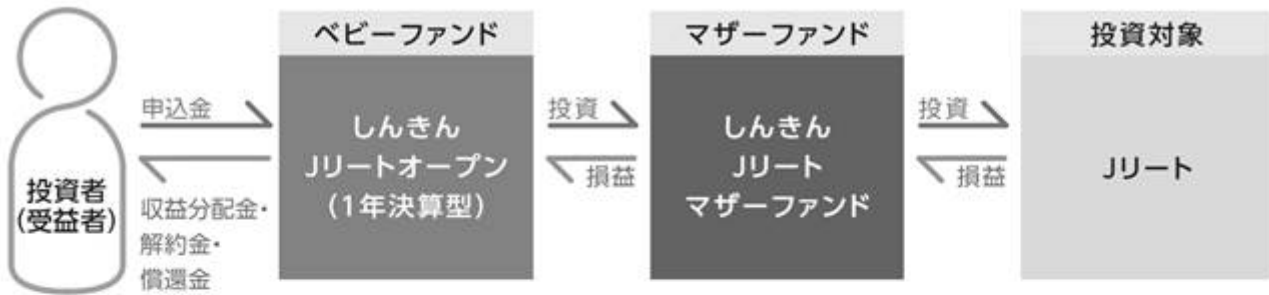 ベビーファンド
マザーファンド
投資対象
申込金
しんきん
Jリートオープン
(1年決算型)
投資
損益
しんきん
Jリート
マザーファンド
投資
損益
Jリート
投資者
(受益者)
収益分配金・
解約金・
償還金